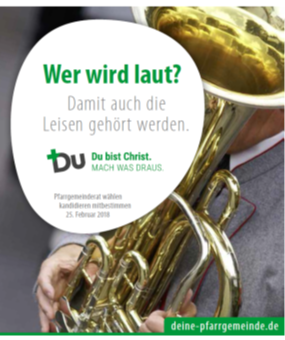 Wer wird laut?
Damit auch die
Leisen gehört werden.
Du Du bist Christ.
MACH WAS DRAUS.
Pfarrgemeinderat wählen
kandidieren mitbestimmen
25. Februar 2018
deine-pfarrgemeinde.de